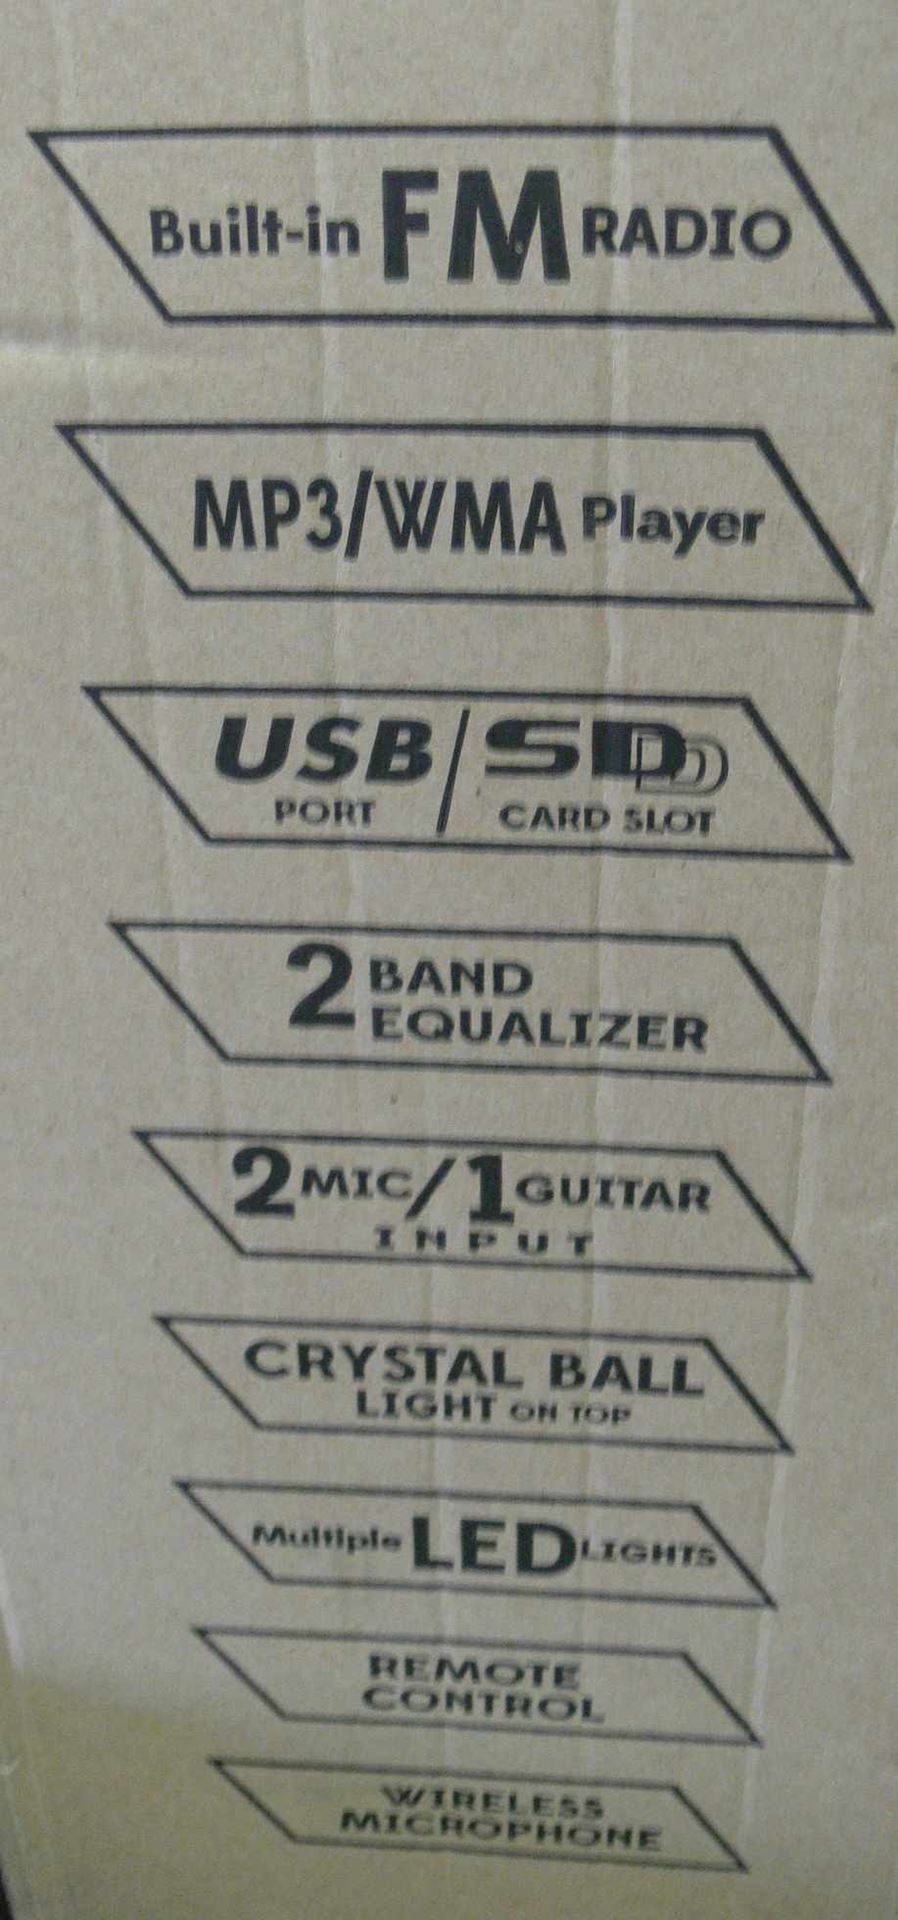 Built-in FM RADIO
MP3/WMA Player
USB / SD
PORT CARD SLOT
2 BAND
EQUALIZER
2 MIC/1 GUITAR
INPUT
CRYSTAL BALL
LIGHT ON TOP
Multiple LED LIGHTS
REMOTE
CONTROL
WIRELESS
MICROPHONE